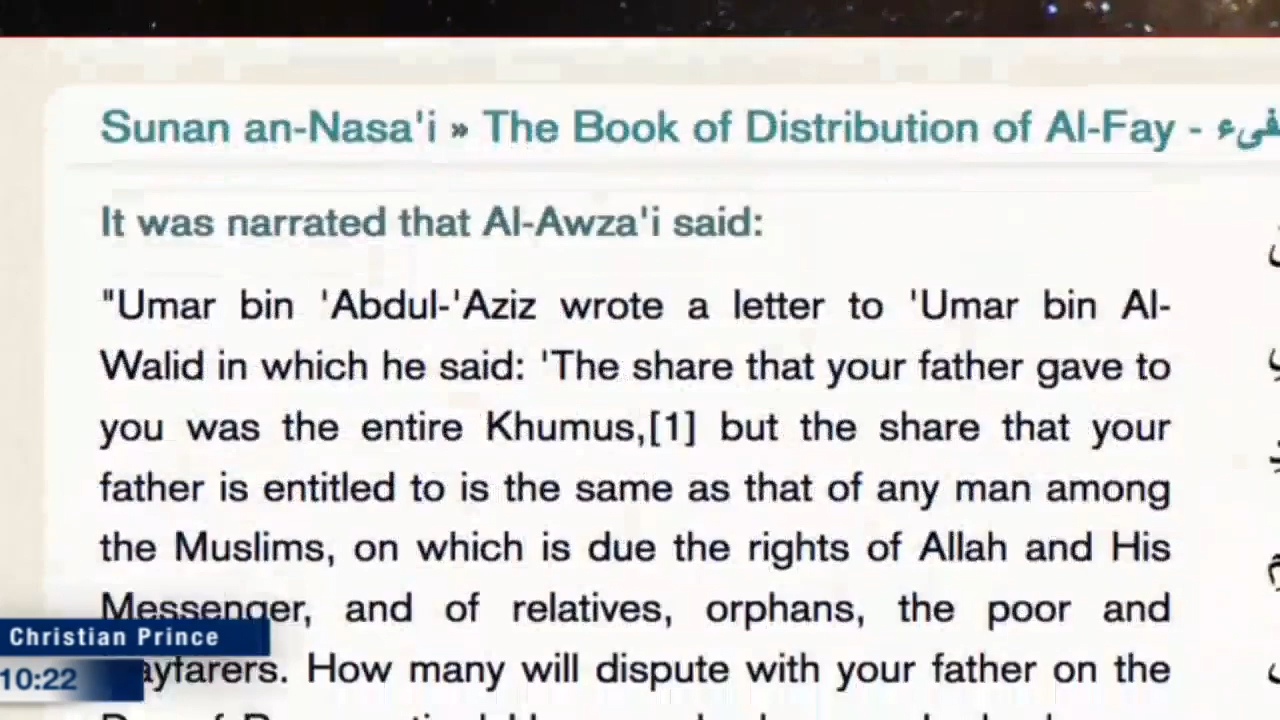 Sunan an-Nasa'i » The Book of Distribution of Al-Fay -
It was narrated that Al-Awza'i said:
"Umar bin 'Abdul-'Aziz wrote a letter to 'Umar bin Al-
Walid in which he said: 'The share that your father gave to
you was the entire Khumus,[1] but the share that your
father is entitled to is the same as that of any man among
the Muslims, on which is due the rights of Allah and His
Messenger, and of relatives, orphans, the poor and
Christian Prince
ayfarers. How many will dispute with your father on the
10:22